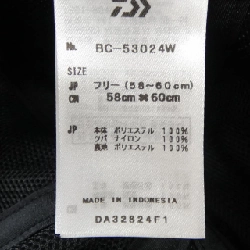 No. BC-53024W
SIZE
JP フリー(58~60cm)
CN 58cm※60cm
JP 本体 ポリエステル 100%
ツバ ナイロン 100%
裏地 ポリエステル 100%
MADE IN INDONESIA
DA32824F1